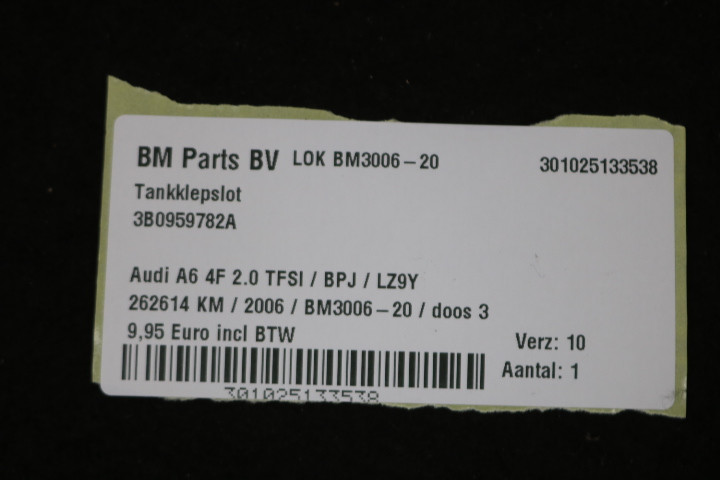 BM Parts BV LOK BM3006-20 301025133538
Tankklepslot
3B0959782A
Audi A6 4F 2.0 TFSI / BPJ / LZ9Y
262614 KM / 2006 / BM3006-20 / doos 3
9,95 Euro incl BTW
Verz: 10
Aantal: 1
301025133538